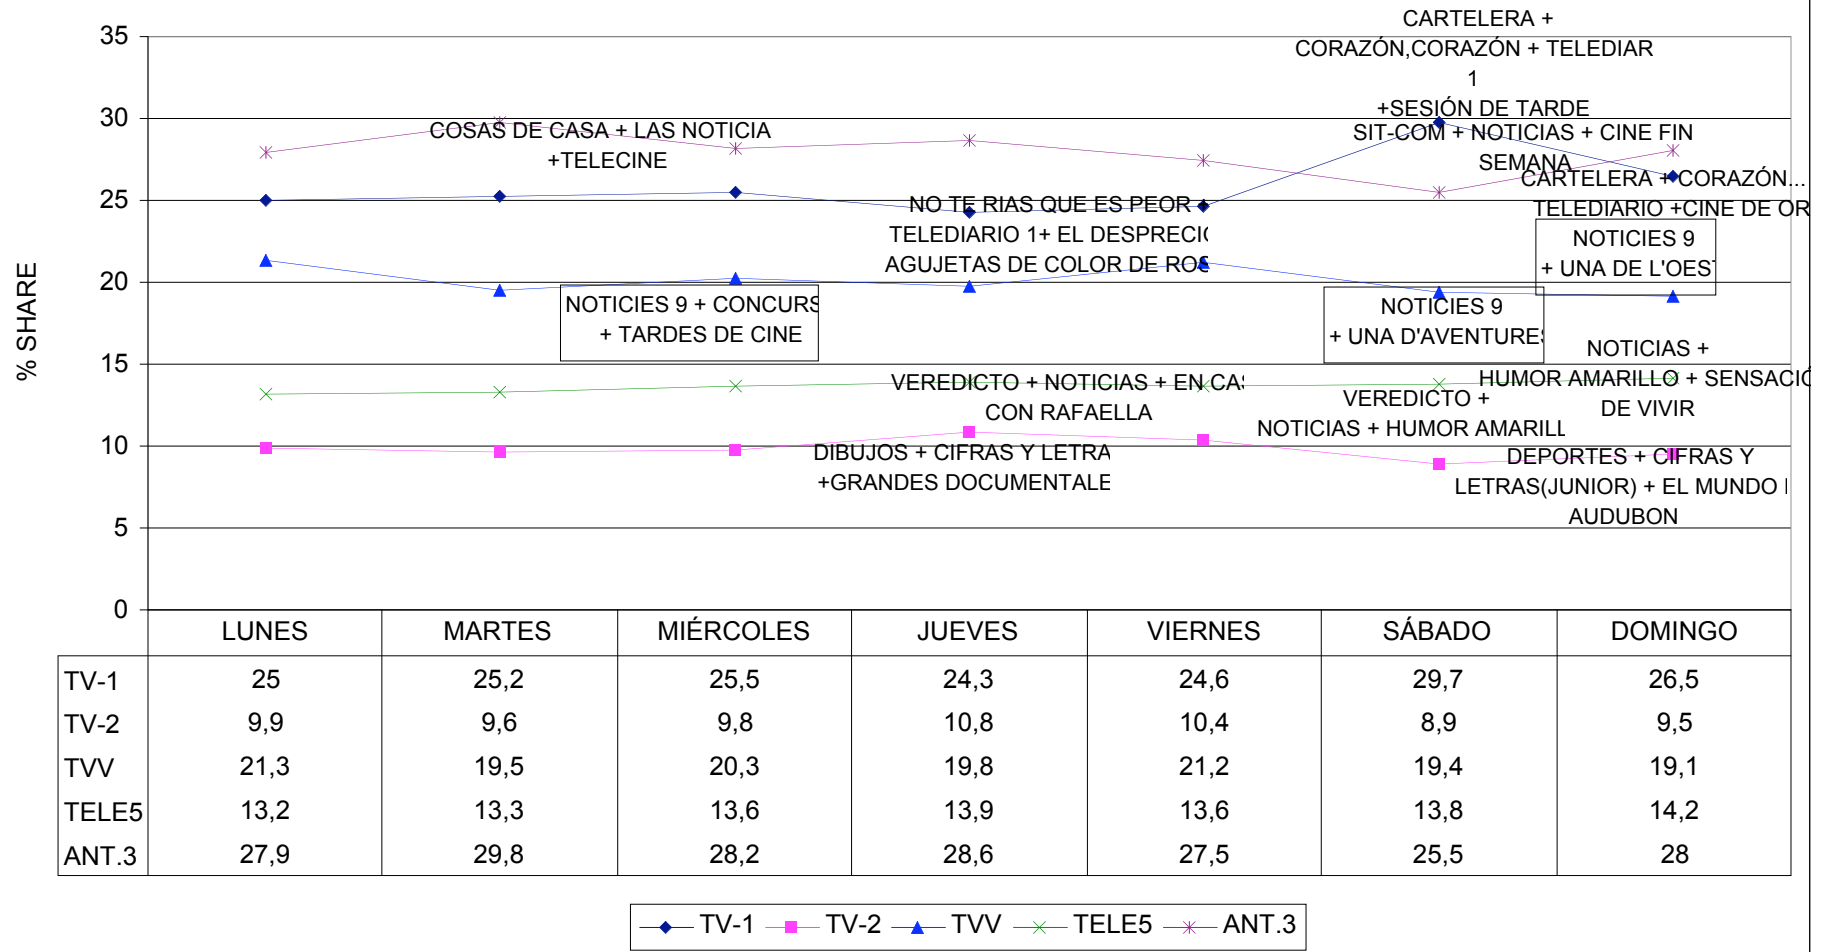 CARTELERA +
CORAZÓN,CORAZÓN + TELEDIAR
1
+SESIÓN DE TARDE
SIT-COM + NOTICIAS + CINE FIN
SEMANA
COSAS DE CASA + LAS NOTICIA
+TELECINE
CARTELERA + CORAZÓN...
TELEDIARIO +CINE DE OR
NO TE RIAS QUE ES PEOR
TELEDIARIO 1+ EL DESPRECI
AGUJETAS DE COLOR DE ROS
NOTICIES 9
+ UNA DE L'OEST
NOTICIES 9 + CONCURS
+ TARDES DE CINE
NOTICIES 9
+ UNA D'AVENTURES
NOTICIAS +
HUMOR AMARILLO + SENSACIÓ
DE VIVIR
VEREDICTO + NOTICIAS + EN CAS
CON RAFAELLA
VEREDICTO +
NOTICIAS + HUMOR AMARILL
DIBUJOS + CIFRAS Y LETRA
+GRANDES DOCUMENTALE
DEPORTES + CIFRAS Y
LETRAS(JUNIOR) + EL MUNDO
AUDUBON
% SHARE
35
30
25
20
15
10
5
0
LUNES MARTES MIÉRCOLES JUEVES VIERNES SÁBADO DOMINGO
TV-1 25 25,2 25,5 24,3 24,6 29,7 26,5
TV-2 9,9 9,6 9,8 10,8 10,4 8,9 9,5
TVV 21,3 19,5 20,3 19,8 21,2 19,4 19,1
TELE5 13,2 13,3 13,6 13,9 13,6 13,8 14,2
ANT.3 27,9 29,8 28,2 28,6 27,5 25,5 28
TV-1 TV-2 TVV TELE5 ANT.3